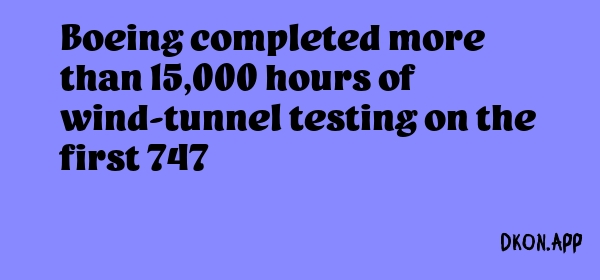 Boeing completed more
than 15,000 hours of
wind-tunnel testing on the
first 747
DKON.APP